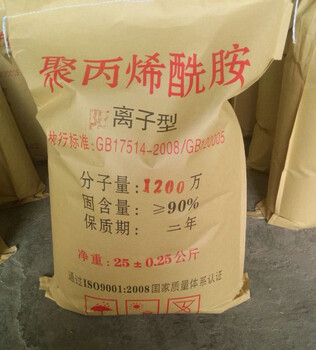 聚丙烯酰胺
离子型
执行标准:GB17514-2008/GB
分子量:1200万
固含量:≥90%
保质期:二年
净重:25±0.25公斤
通过ISO9001:2008国家质量体系认证